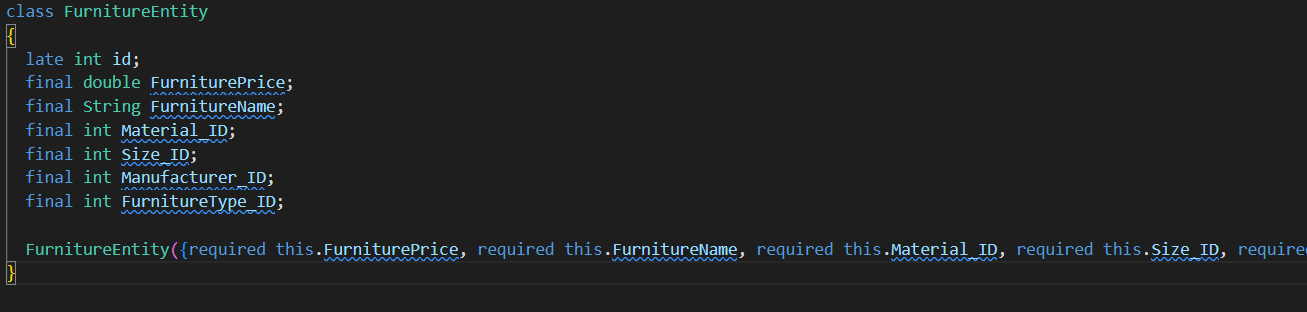 class FurnitureEntity
{
late int id;
final double FurniturePrice;
final String FurnitureName;
final int Material_ID;
final int Size_ID;
final int Manufacturer_ID;
final int FurnitureType_ID;
FurnitureEntity({required this.FurniturePrice, required this.FurnitureName, required this.Material_ID, required this.Size_ID, require
}